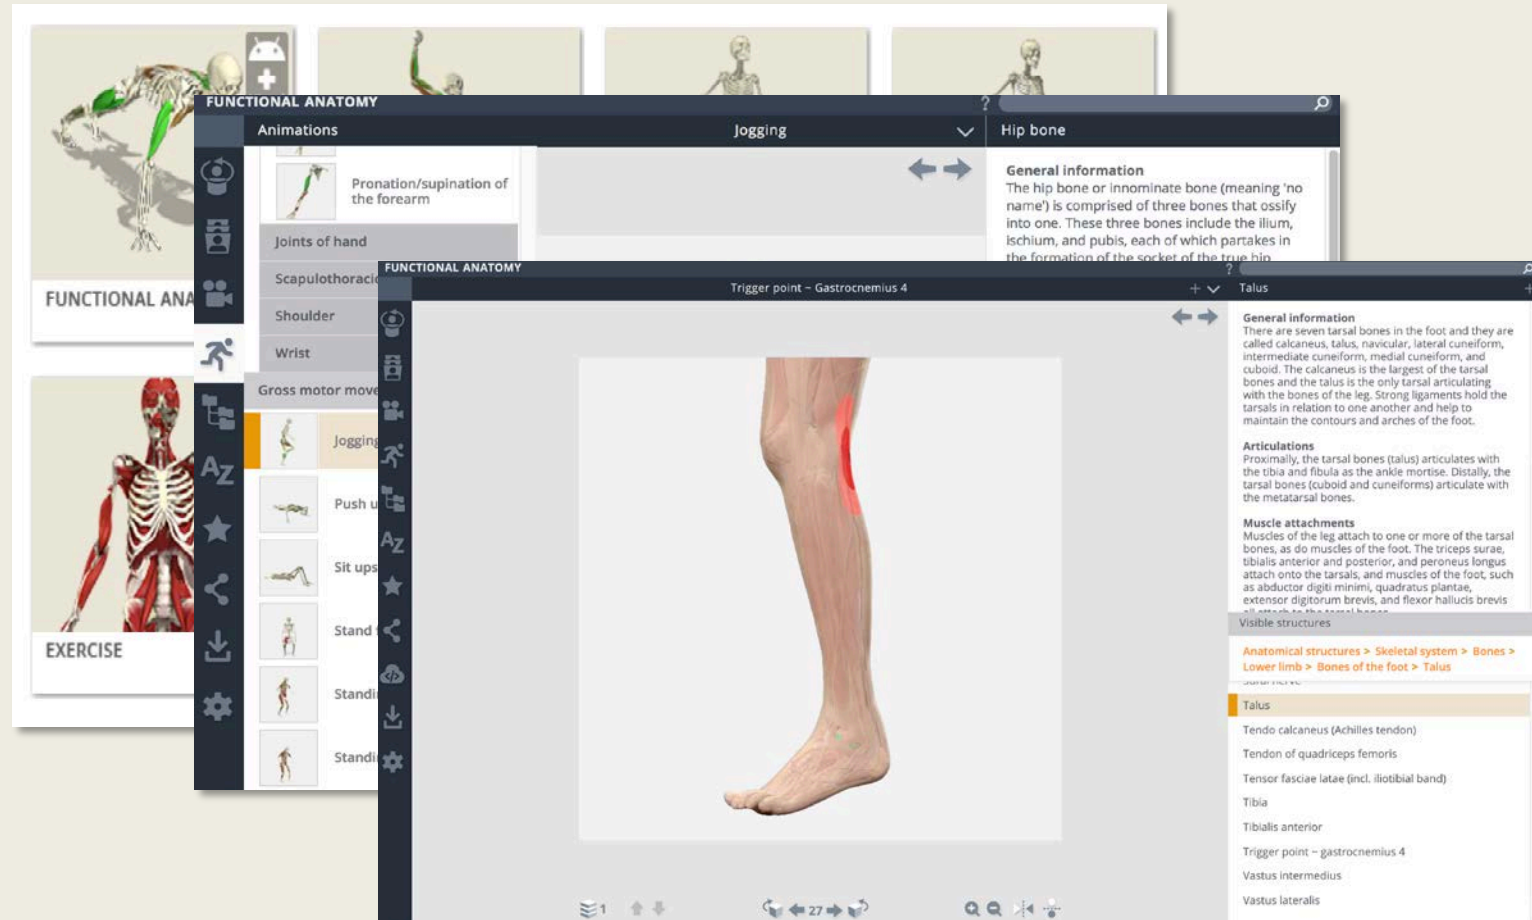 FUNCTIONAL ANA
EXERCISE
FUNCTIONAL ANATOMY
?
Animations
Jogging
Hip bone
Pronation/supination of
the forearm
Joints of hand
Scapulothoracic
Shoulder
Wrist
Gross motor move
Jogging
Push u
Sit ups
Stand
Standi
Standi
AZ
General information
The hip bone or innominate bone (meaning 'no
name') is comprised of three bones that ossify
into one. These three bones include the ilium,
ischium, and pubis, each of which partakes in
the formation of the socket of the true hip
FUNCTIONAL ANATOMY
?
Trigger point – Gastrocnemius 4
Talus
AZ
General information
There are seven tarsal bones in the foot and they are
called calcaneus, talus, navicular, lateral cuneiform,
intermediate cuneiform, medial cuneiform, and
cuboid. The calcaneus is the largest of the tarsal
bones and the talus is the only tarsal articulating
with the bones of the leg. Strong ligaments hold the
tarsals in relation to one another and help to
maintain the contours and arches of the foot.
Articulations
Proximally, the tarsal bones (talus) articulates with
the tibia and fibula as the ankle mortise. Distally, the
tarsal bones (cuboid and cuneiforms) articulate with
the metatarsal bones.
Muscle attachments
Muscles of the leg attach to one or more of the tarsal
bones, as do muscles of the foot. The triceps surae,
tibialis anterior and posterior, and peroneus longus
attach onto the tarsals, and muscles of the foot, such
as abductor digiti minimi, quadratus plantae,
extensor digitorum brevis, and flexor hallucis brevis
Visible structures
Anatomical structures > Skeletal system > Bones >
Lower limb > Bones of the foot > Talus
Talus
Tendo calcaneus (Achilles tendon)
Tendon of quadriceps femoris
Tensor fasciae latae (incl. iliotibial band)
Tibia
Tibialis anterior
Trigger point – gastrocnemius 4
Vastus intermedius
Vastus lateralis
1
27